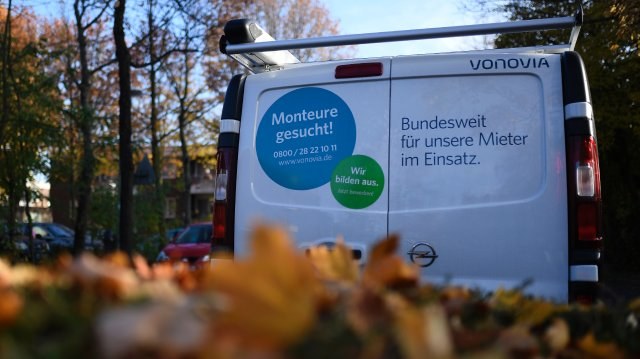 VONOVIA
Monteure
gesucht!
0800 / 28 22 10 11
www.vonovia.de
Wir
bilden aus.
Bundesweit
für unsere Mieter
im Einsatz.